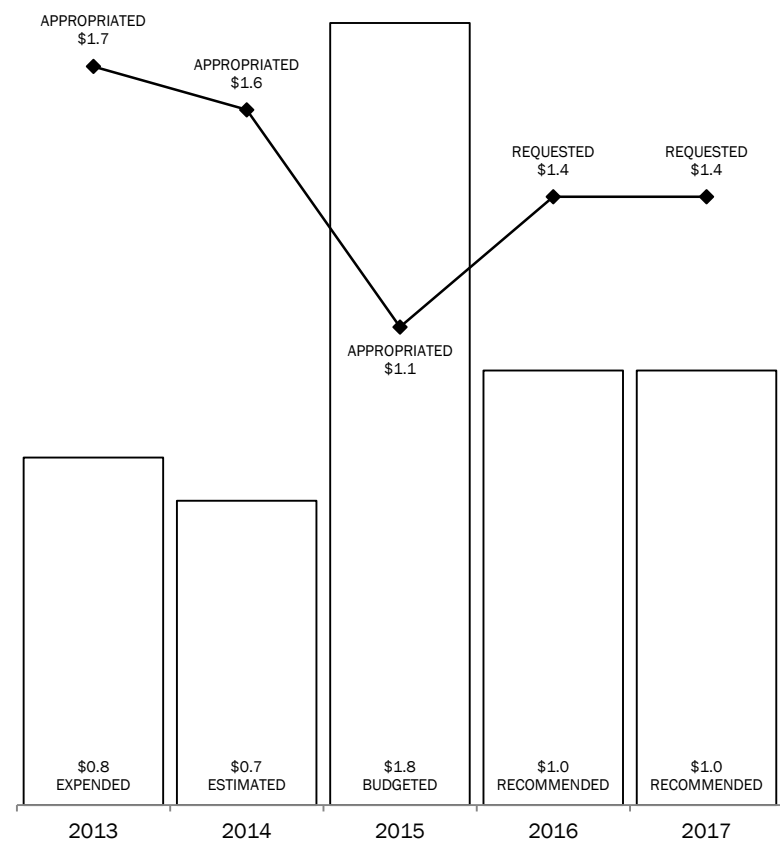 APPROPRIATED
$1.7
APPROPRIATED
$1.6
REQUESTED
$1.4
REQUESTED
$1.4
APPROPRIATED
$1.1
$0.8
EXPENDED
$0.7
ESTIMATED
$1.8
BUDGETED
$1.0
RECOMMENDED
$1.0
RECOMMENDED
2013
2014
2015
2016
2017